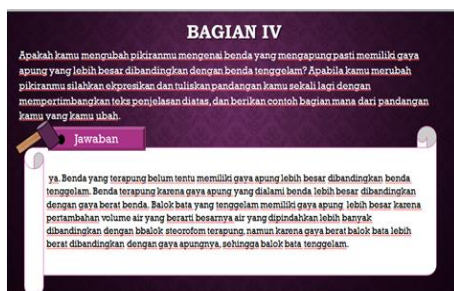 BAGIAN IV
Apakah kamu mengubah pikiranmu mengenai benda yang mengapung pasti memiliki gaya
apung yang lebih besar dibandingkan dengan benda tenggelam? Apabila kamu merubah
pikiranmu silahkan ekpresikan dan tuliskan pandangan kamu sekali lagi dengan
mempertimbangkan teks penjelasan diatas, dan berikan contoh bagian mana dari pandangan
kamu yang kamu ubah.
Jawaban
ya. Benda yang terapung belum tentu memiliki gaya apung lebih besar dibandingkan benda
tenggelam. Benda terapung karena gaya apung yang dialami benda lebih besar dibandingkan
dengan gaya berat benda. Balok bata yang tenggelam memiliki gaya apung lebih besar karena
pertambahan volume air yang berarti besarnya air yang dipindahkan lebih banyak
dibandingkan dengan bbalok steorofom terapung, namun karena gaya berat balok bata lebih
berat dibandingkan dengan gaya apungnya, sehingga balok bata tenggelam.